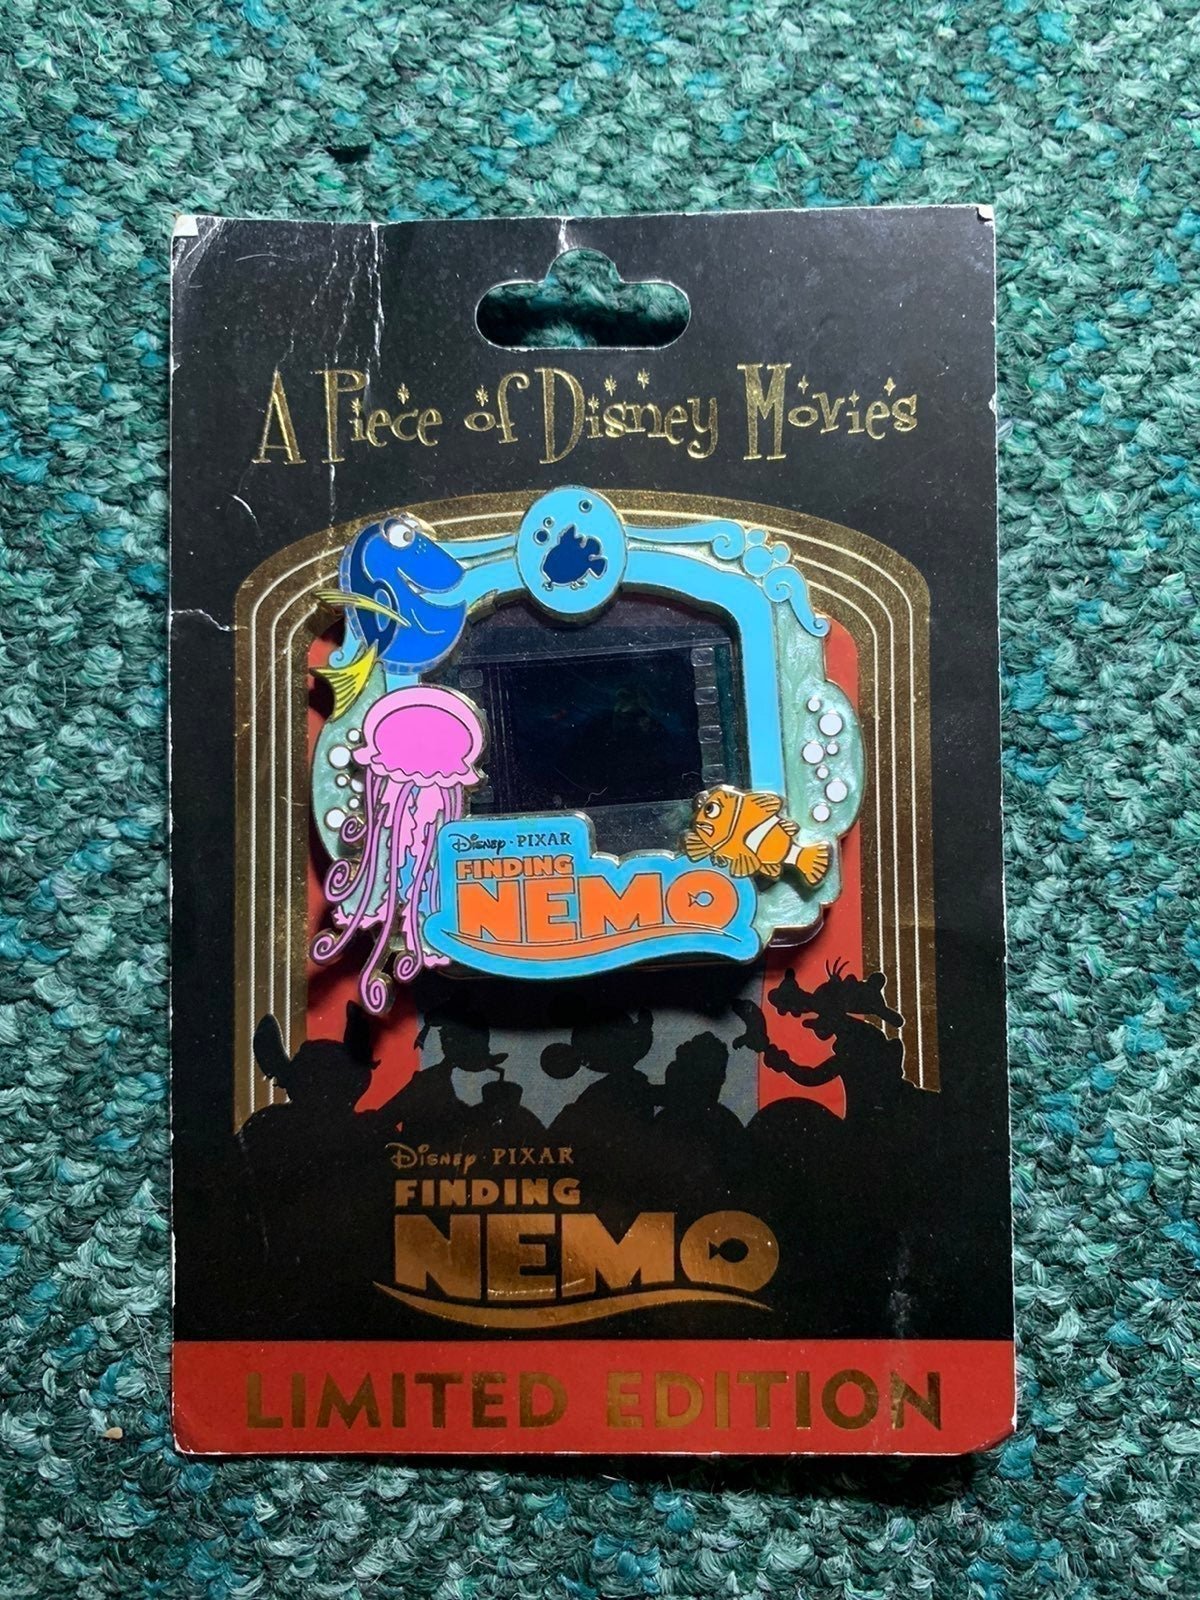 A Piece of Disney Movies
Disney · PIXAR
FINDING
NEMO
Disney · PIXAR
FINDING
NEMO
LIMITED EDITION